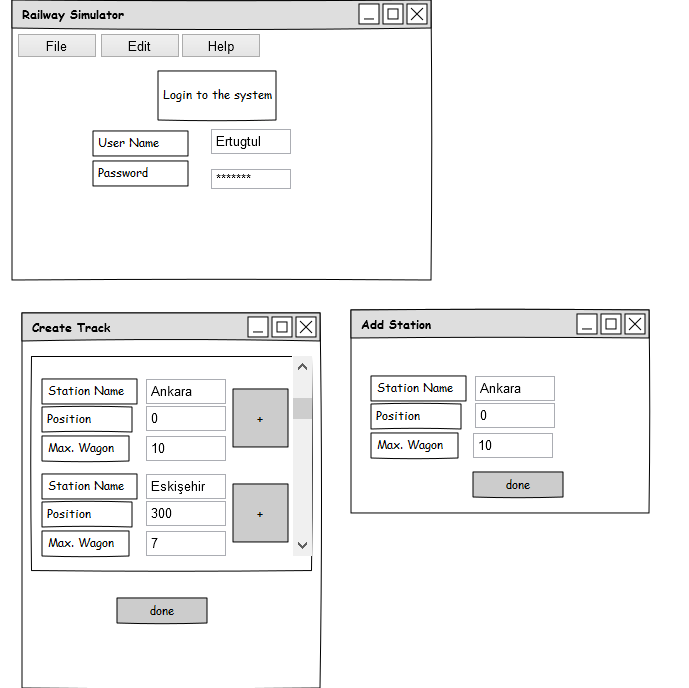 Railway Simulator
File Edit Help
Login to the system
User Name Ertugtul
Password *******
Create Track
Station Name Ankara
Position 0
+
Max. Wagon 10
Station Name Eskişehir
Position 300
+
Max. Wagon 7
done
Add Station
Station Name Ankara
Position 0
Max. Wagon 10
done